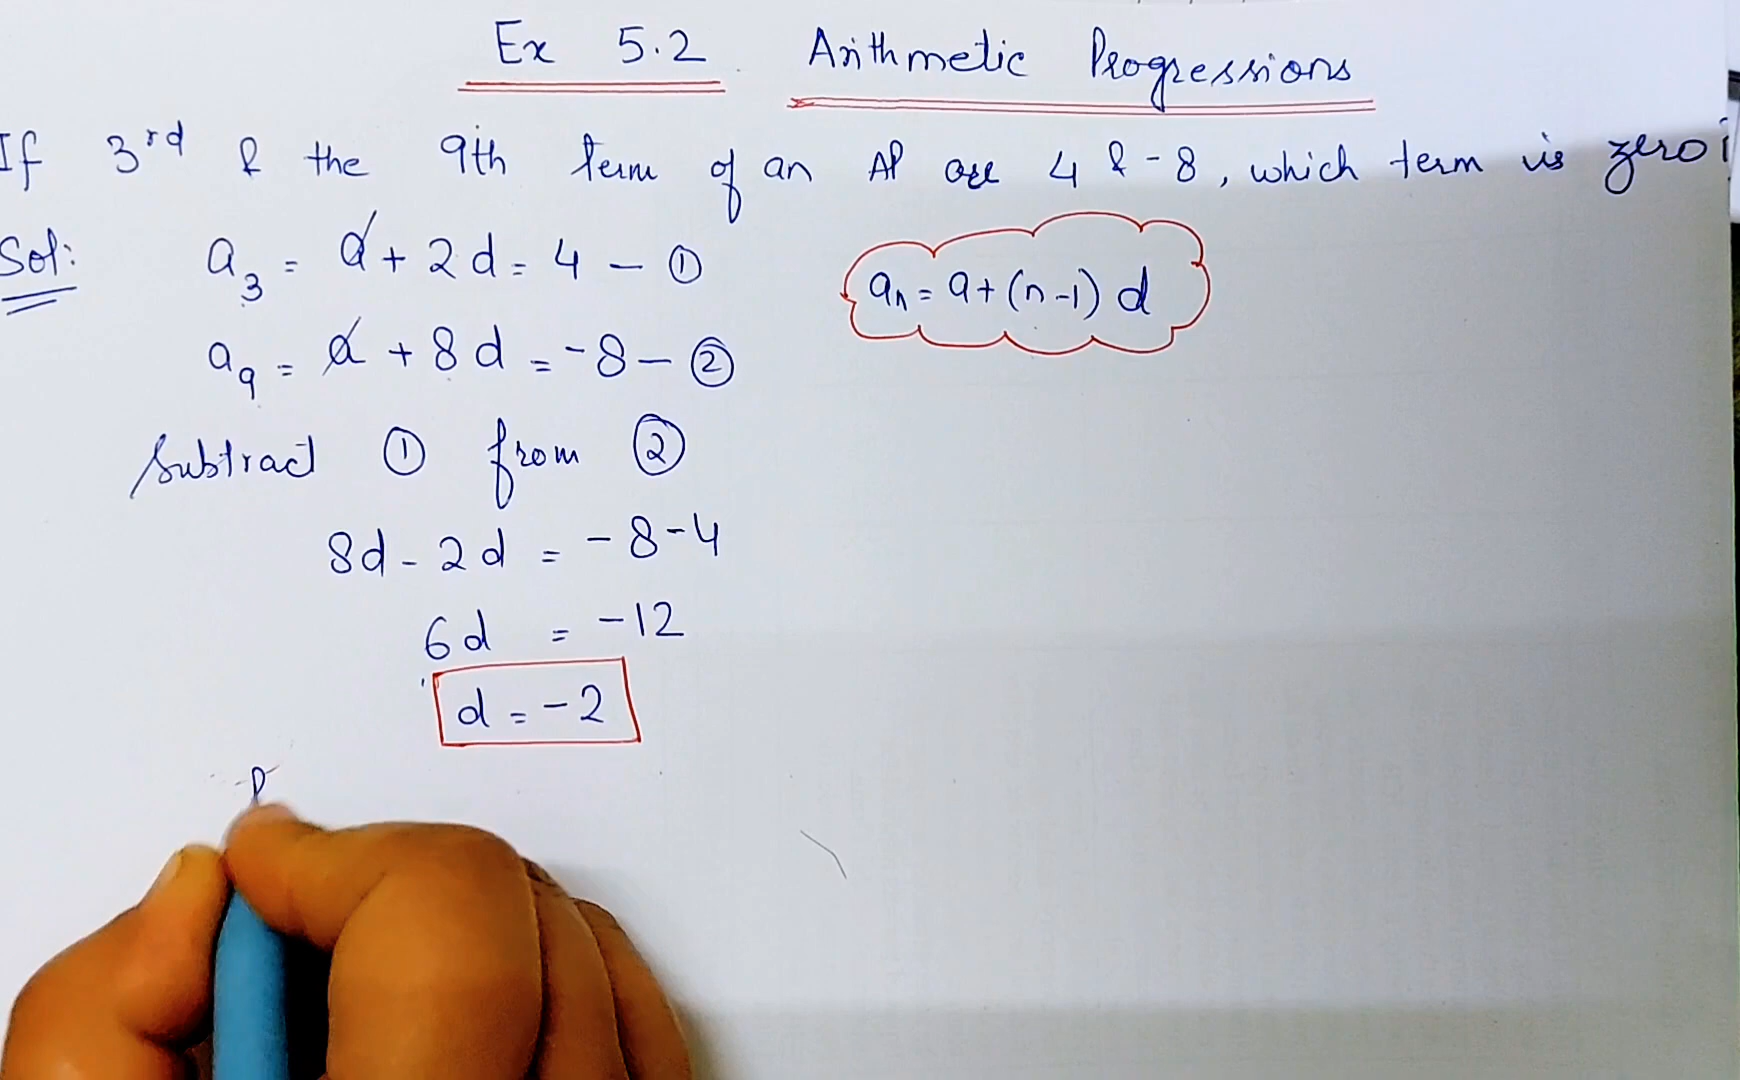 Ex 5.2 Arithmetic Progressions
If 3rd & the 9th term of an AP are 4 & -8, which term is zero?
Sol:
a₃ = a + 2d = 4 – ①
aₙ = a + (n-1) d
a₉ = a + 8d = -8 – ②
Subtract ① from ②
8d - 2d = -8-4
6d = -12
d = -2